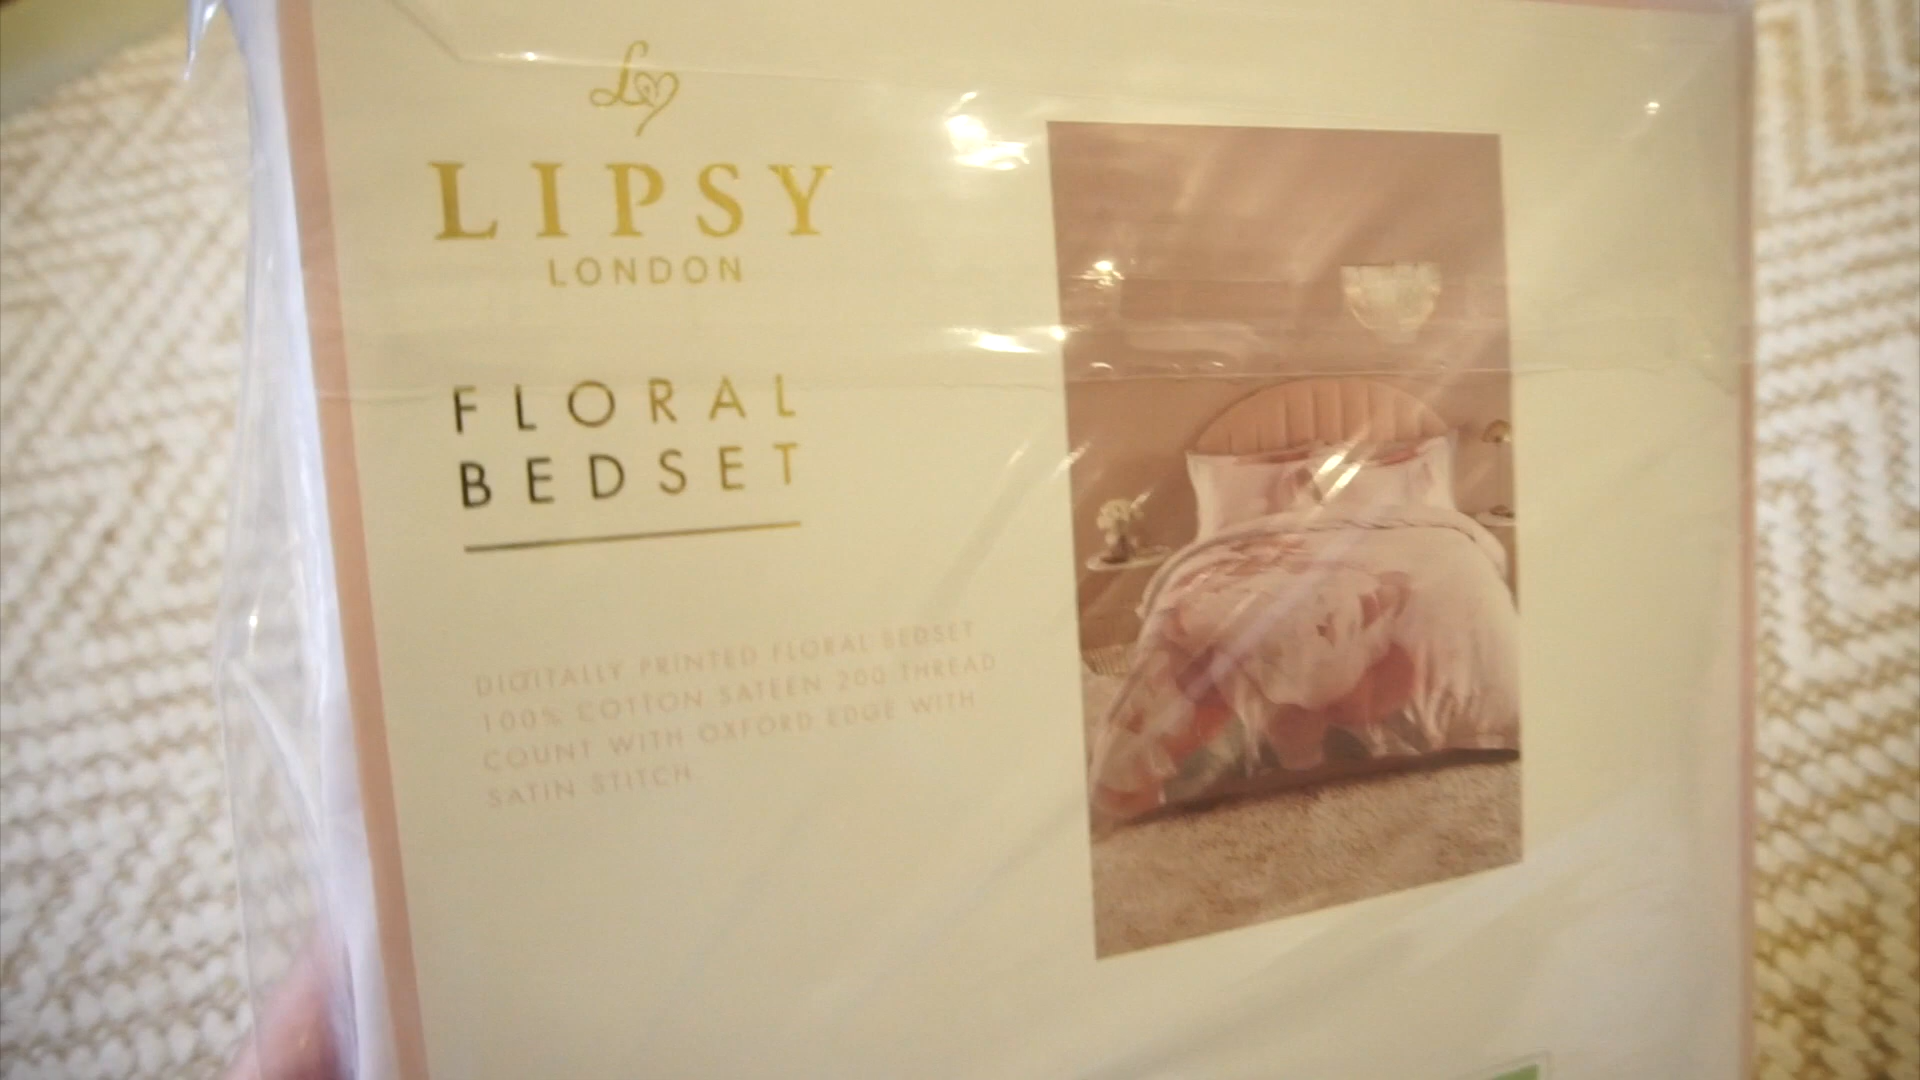 LIPSY
LONDON
FLORAL
BEDSET
DIGITALLY PRINTED FLORAL BEDSET
100% COTTON SATEEN 200 THREAD
COUNT WITH OXFORD EDGE WITH
SATIN STITCH.